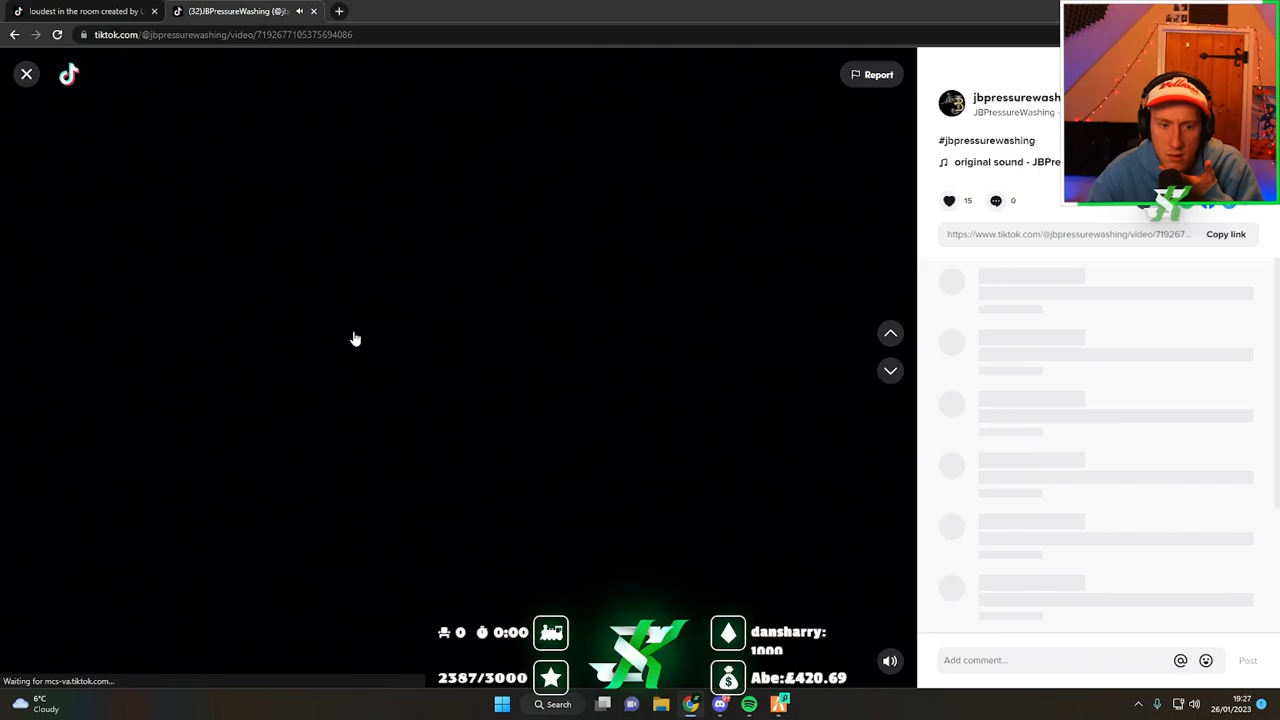 loudest in the room created by L
(32)JBPressureWashing (@jb
tiktok.com/@jbpressurewashing/video/7192677105375694086
Report
jbpressurewash
JBPressureWashing ·
#jbpressurewashing
original sound - JBPre
15
0
https://www.tiktok.com/@jbpressurewashing/video/719267...
Copy link
0
0:00
dansharry:
1000
2387/3000
Abe:£420.69
Add comment...
Post
Waiting for mcs-va.tiktok.com...
6°C
Cloudy
Search
19:27
26/01/2023